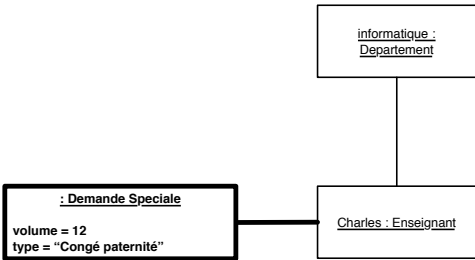 informatique :
Departement
: Demande Speciale
volume = 12
type = “Congé paternité”
Charles : Enseignant